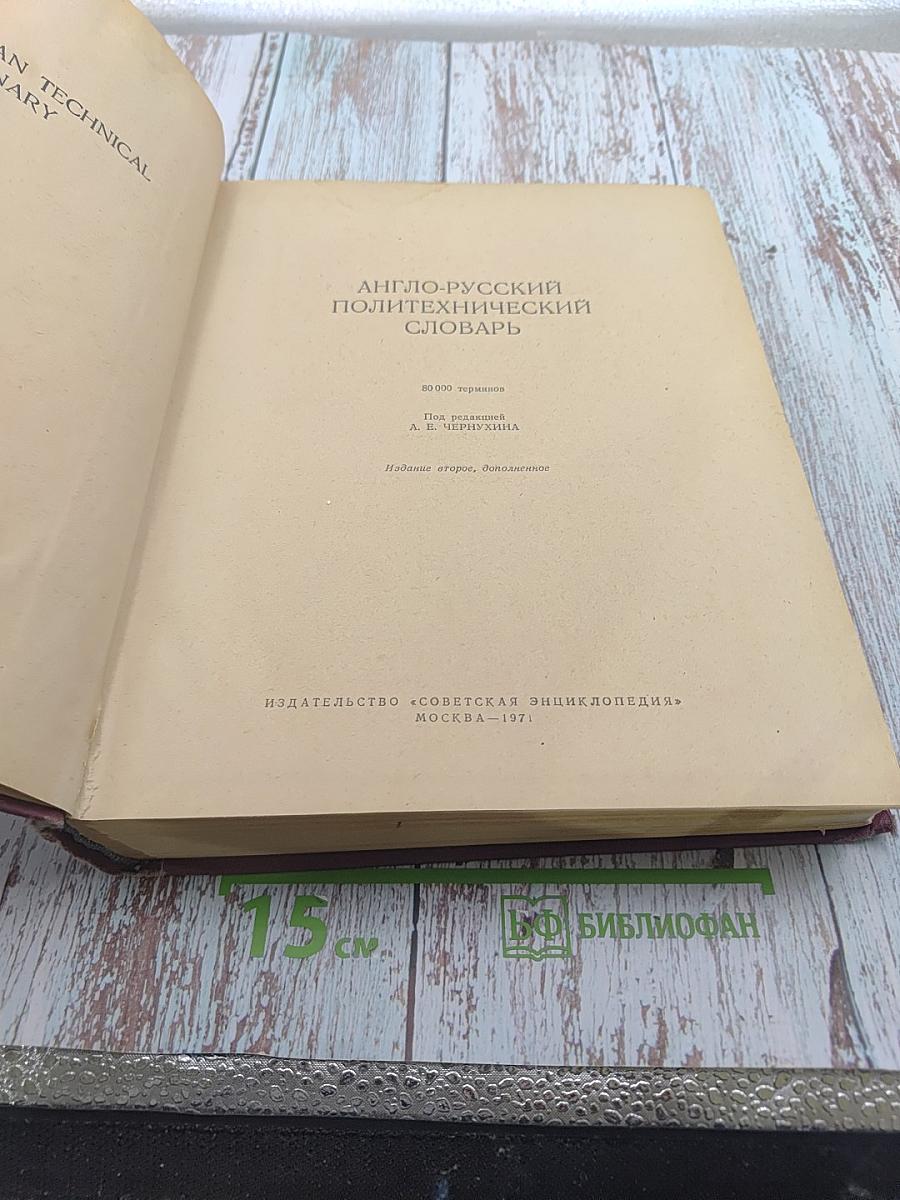 AN TECHNICAL
NARY
АНГЛО-РУССКИЙ
ПОЛИТЕХНИЧЕСКИЙ
СЛОВАРЬ
80 000 терминов
Под редакцией
А. Е. ЧЕРНУХИНА
Издание второе, дополненное
ИЗДАТЕЛЬСТВО «СОВЕТСКАЯ ЭНЦИКЛОПЕДИЯ»
МОСКВА—1971
15 см
БФ БИБЛИОФАН